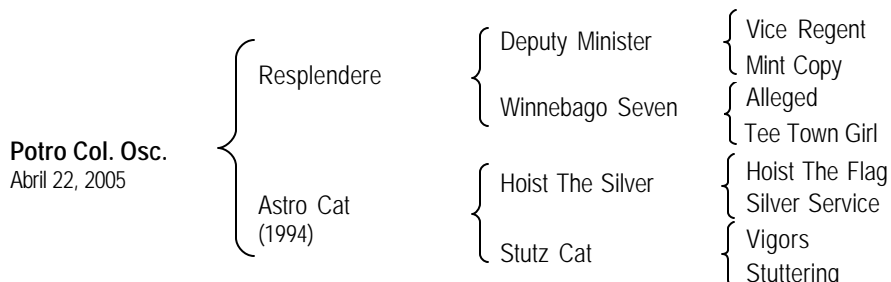 Potro Col. Osc.
Abril 22, 2005
Resplendere
Astro Cat
(1994)
Deputy Minister
Winnebago Seven
Hoist The Silver
Stutz Cat
Vice Regent
Mint Copy
Alleged
Tee Town Girl
Hoist The Flag
Silver Service
Vigors
Stuttering